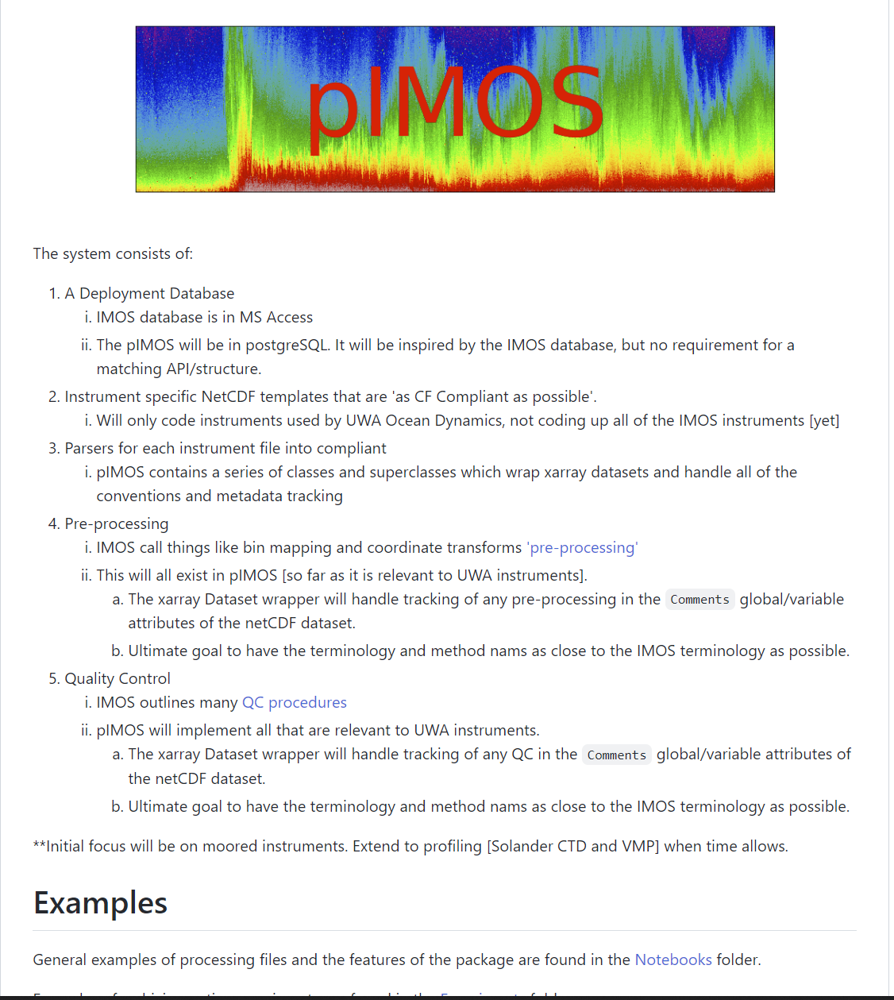 pIMOS
The system consists of:
1. A Deployment Database
i. IMOS database is in MS Access
ii. The pIMOS will be in postgreSQL. It will be inspired by the IMOS database, but no requirement for a
matching API/structure.
2. Instrument specific NetCDF templates that are 'as CF Compliant as possible'.
i. Will only code instruments used by UWA Ocean Dynamics, not coding up all of the IMOS instruments [yet]
3. Parsers for each instrument file into compliant
i. pIMOS contains a series of classes and superclasses which wrap xarray datasets and handle all of the
conventions and metadata tracking
4. Pre-processing
i. IMOS call things like bin mapping and coordinate transforms 'pre-processing'
ii. This will all exist in pIMOS [so far as it is relevant to UWA instruments].
a. The xarray Dataset wrapper will handle tracking of any pre-processing in the Comments global/variable
attributes of the netCDF dataset.
b. Ultimate goal to have the terminology and method nams as close to the IMOS terminology as possible.
5. Quality Control
i. IMOS outlines many QC procedures
ii. pIMOS will implement all that are relevant to UWA instruments.
a. The xarray Dataset wrapper will handle tracking of any QC in the Comments global/variable attributes of
the netCDF dataset.
b. Ultimate goal to have the terminology and method nams as close to the IMOS terminology as possible.
**Initial focus will be on moored instruments. Extend to profiling [Solander CTD and VMP] when time allows.
Examples
General examples of processing files and the features of the package are found in the Notebooks folder.